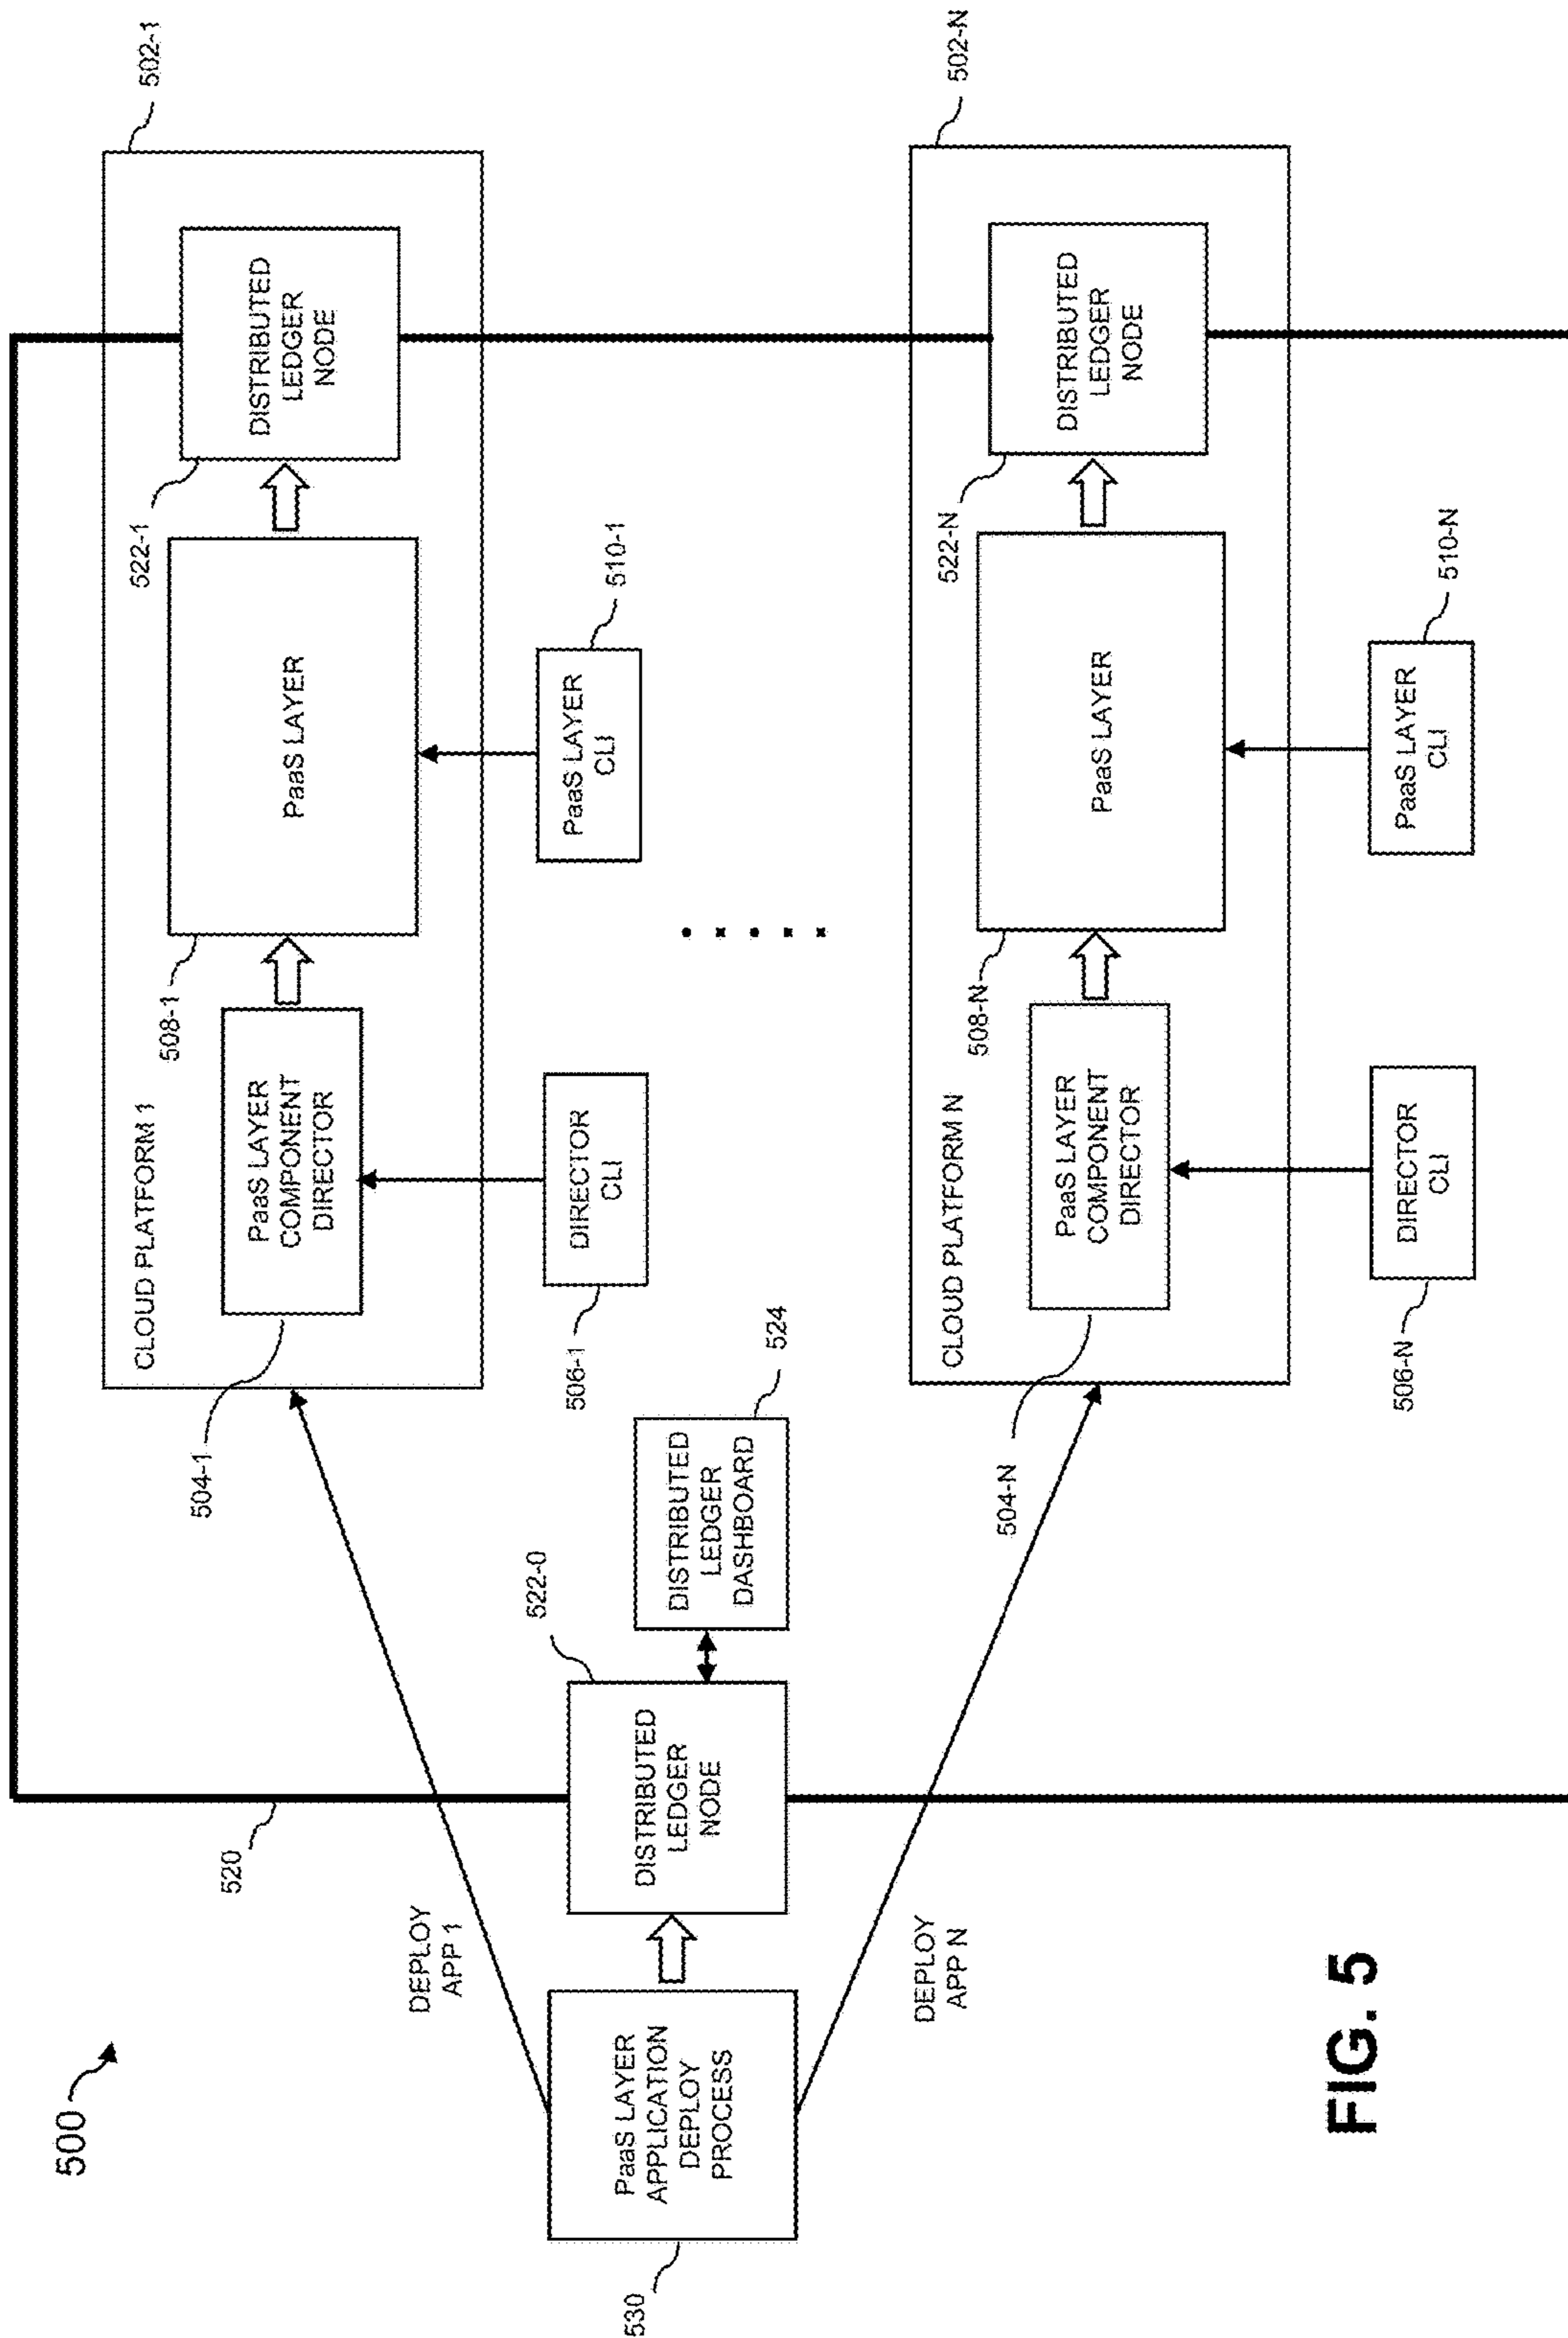 500
530
PaaS LAYER
APPLICATION
DEPLOY
PROCESS
DEPLOY
APP 1
DEPLOY
APP N
520
522-0
DISTRIBUTED
LEDGER
NODE
524
DISTRIBUTED
LEDGER
DASHBOARD
502-1
CLOUD PLATFORM 1
504-1
PaaS LAYER
COMPONENT
DIRECTOR
506-1
DIRECTOR
CLI
508-1
PaaS LAYER
510-1
PaaS LAYER
CLI
522-1
DISTRIBUTED
LEDGER
NODE
502-N
CLOUD PLATFORM N
504-N
PaaS LAYER
COMPONENT
DIRECTOR
506-N
DIRECTOR
CLI
508-N
PaaS LAYER
510-N
PaaS LAYER
CLI
522-N
DISTRIBUTED
LEDGER
NODE
FIG. 5